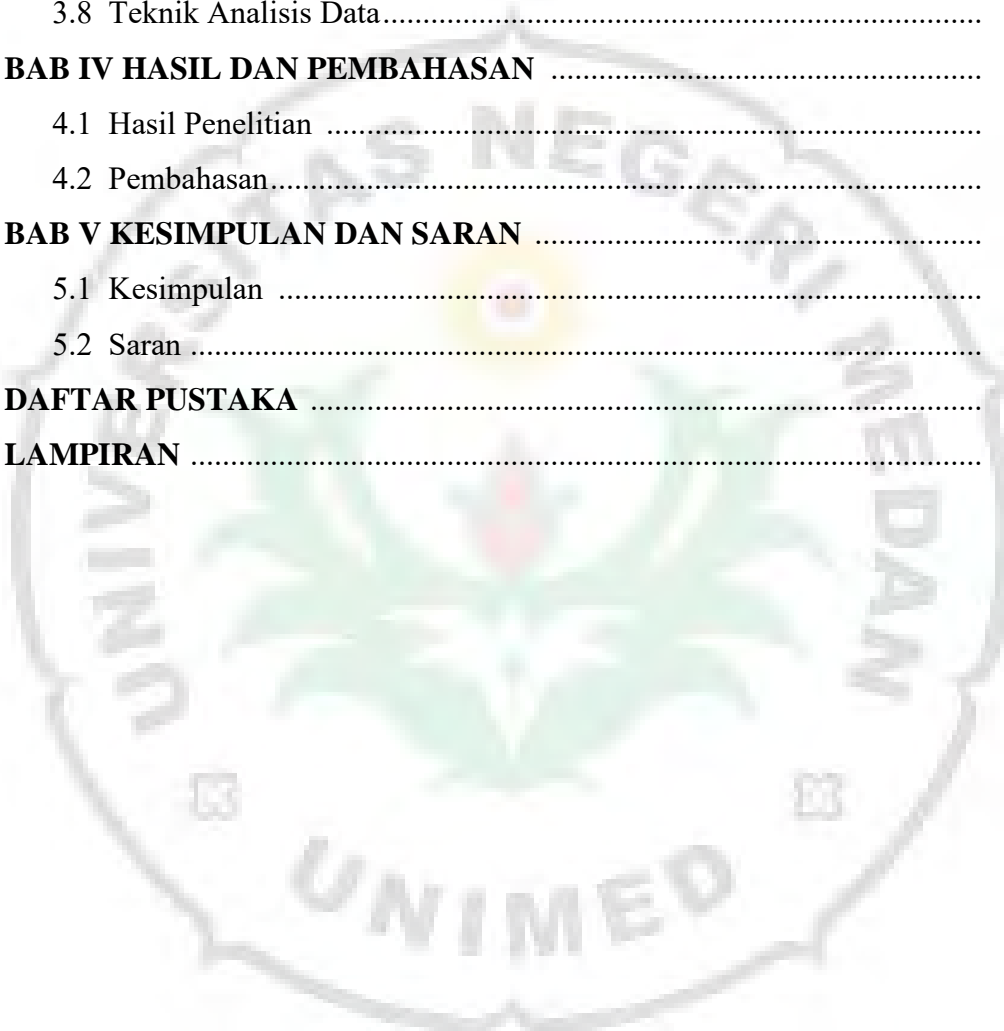 3.8 Teknik Analisis Data...............................................................................
BAB IV HASIL DAN PEMBAHASAN ........................................................
4.1 Hasil Penelitian ......................................................................................
4.2 Pembahasan.............................................................................................
BAB V KESIMPULAN DAN SARAN ..........................................................
5.1 Kesimpulan ............................................................................................
5.2 Saran .......................................................................................................
DAFTAR PUSTAKA .......................................................................................
LAMPIRAN .......................................................................................................
UNIVERSITAS NEGERI MEDAN
UNIMED